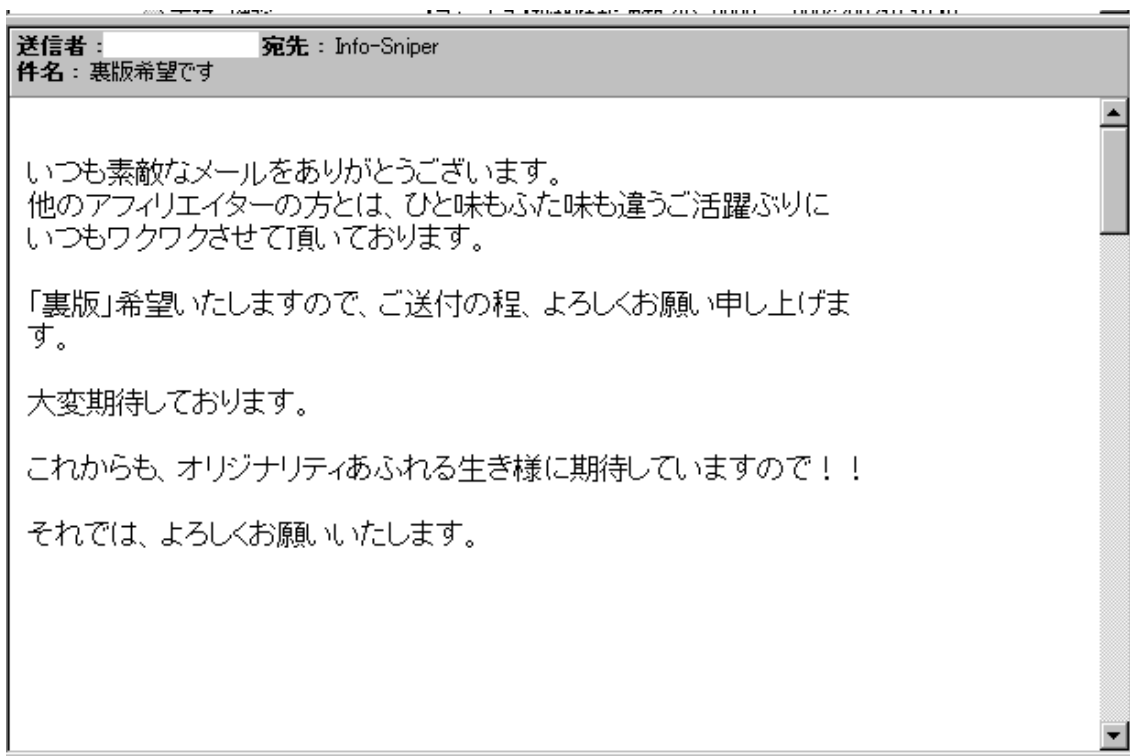 送信者： 宛先： Info-Sniper
件名： 裏版希望です
いつも素敵なメールをありがとうございます。
他のアフィリエイターの方とは、ひと味もふた味も違うご活躍ぶりに
いつもワクワクさせて頂いております。
「裏版」希望いたしますので、ご送付の程、よろしくお願い申し上げま
す。
大変期待しております。
これからも、オリジナリティあふれる生き様に期待していますので！！
それでは、よろしくお願いいたします。